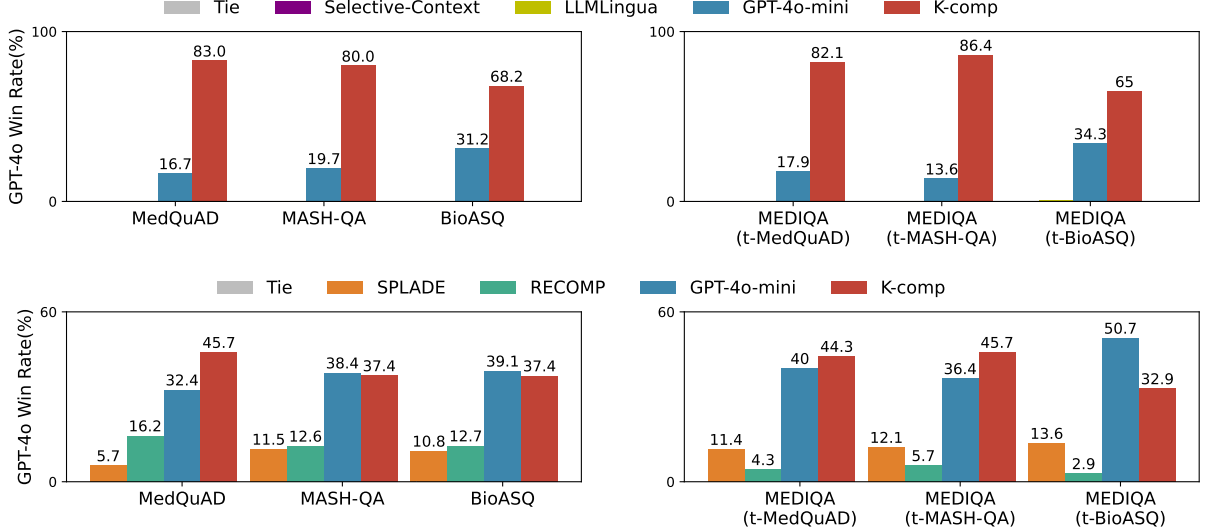 Tie Selective-Context LLMLingua GPT-4o-mini K-comp
GPT-4o Win Rate(%)
100
0
16.7 83.0
19.7 80.0
31.2 68.2
MedQuAD MASH-QA BioASQ
100
0
17.9 82.1
13.6 86.4
34.3 65
MEDIQA MEDIQA MEDIQA
(t-MedQuAD) (t-MASH-QA) (t-BioASQ)
Tie SPLADE RECOMP GPT-4o-mini K-comp
GPT-4o Win Rate(%)
60
0
5.7 16.2 32.4 45.7
11.5 12.6 38.4 37.4
10.8 12.7 39.1 37.4
MedQuAD MASH-QA BioASQ
60
0
11.4 4.3 40 44.3
12.1 5.7 36.4 45.7
13.6 2.9 50.7 32.9
MEDIQA MEDIQA MEDIQA
(t-MedQuAD) (t-MASH-QA) (t-BioASQ)